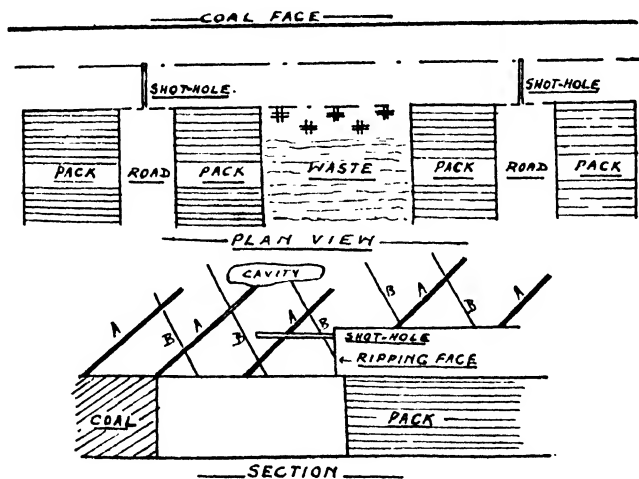 COAL FACE
SHOT-HOLE.
SHOT-HOLE
PACK ROAD PACK WASTE PACK ROAD PACK
PLAN VIEW
CAVITY
A B A B A B B A B A
SHOT-HOLE
RIPPING FACE
COAL PACK
SECTION